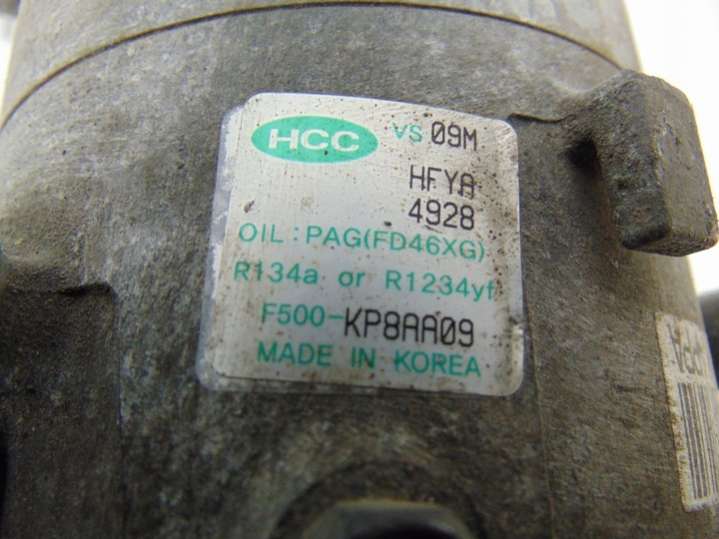 HCC VS 09M
HFYA
4928
OIL : PAG(FD46XG)
R134a or R1234yf
F500-KP8AA09
MADE IN KOREA